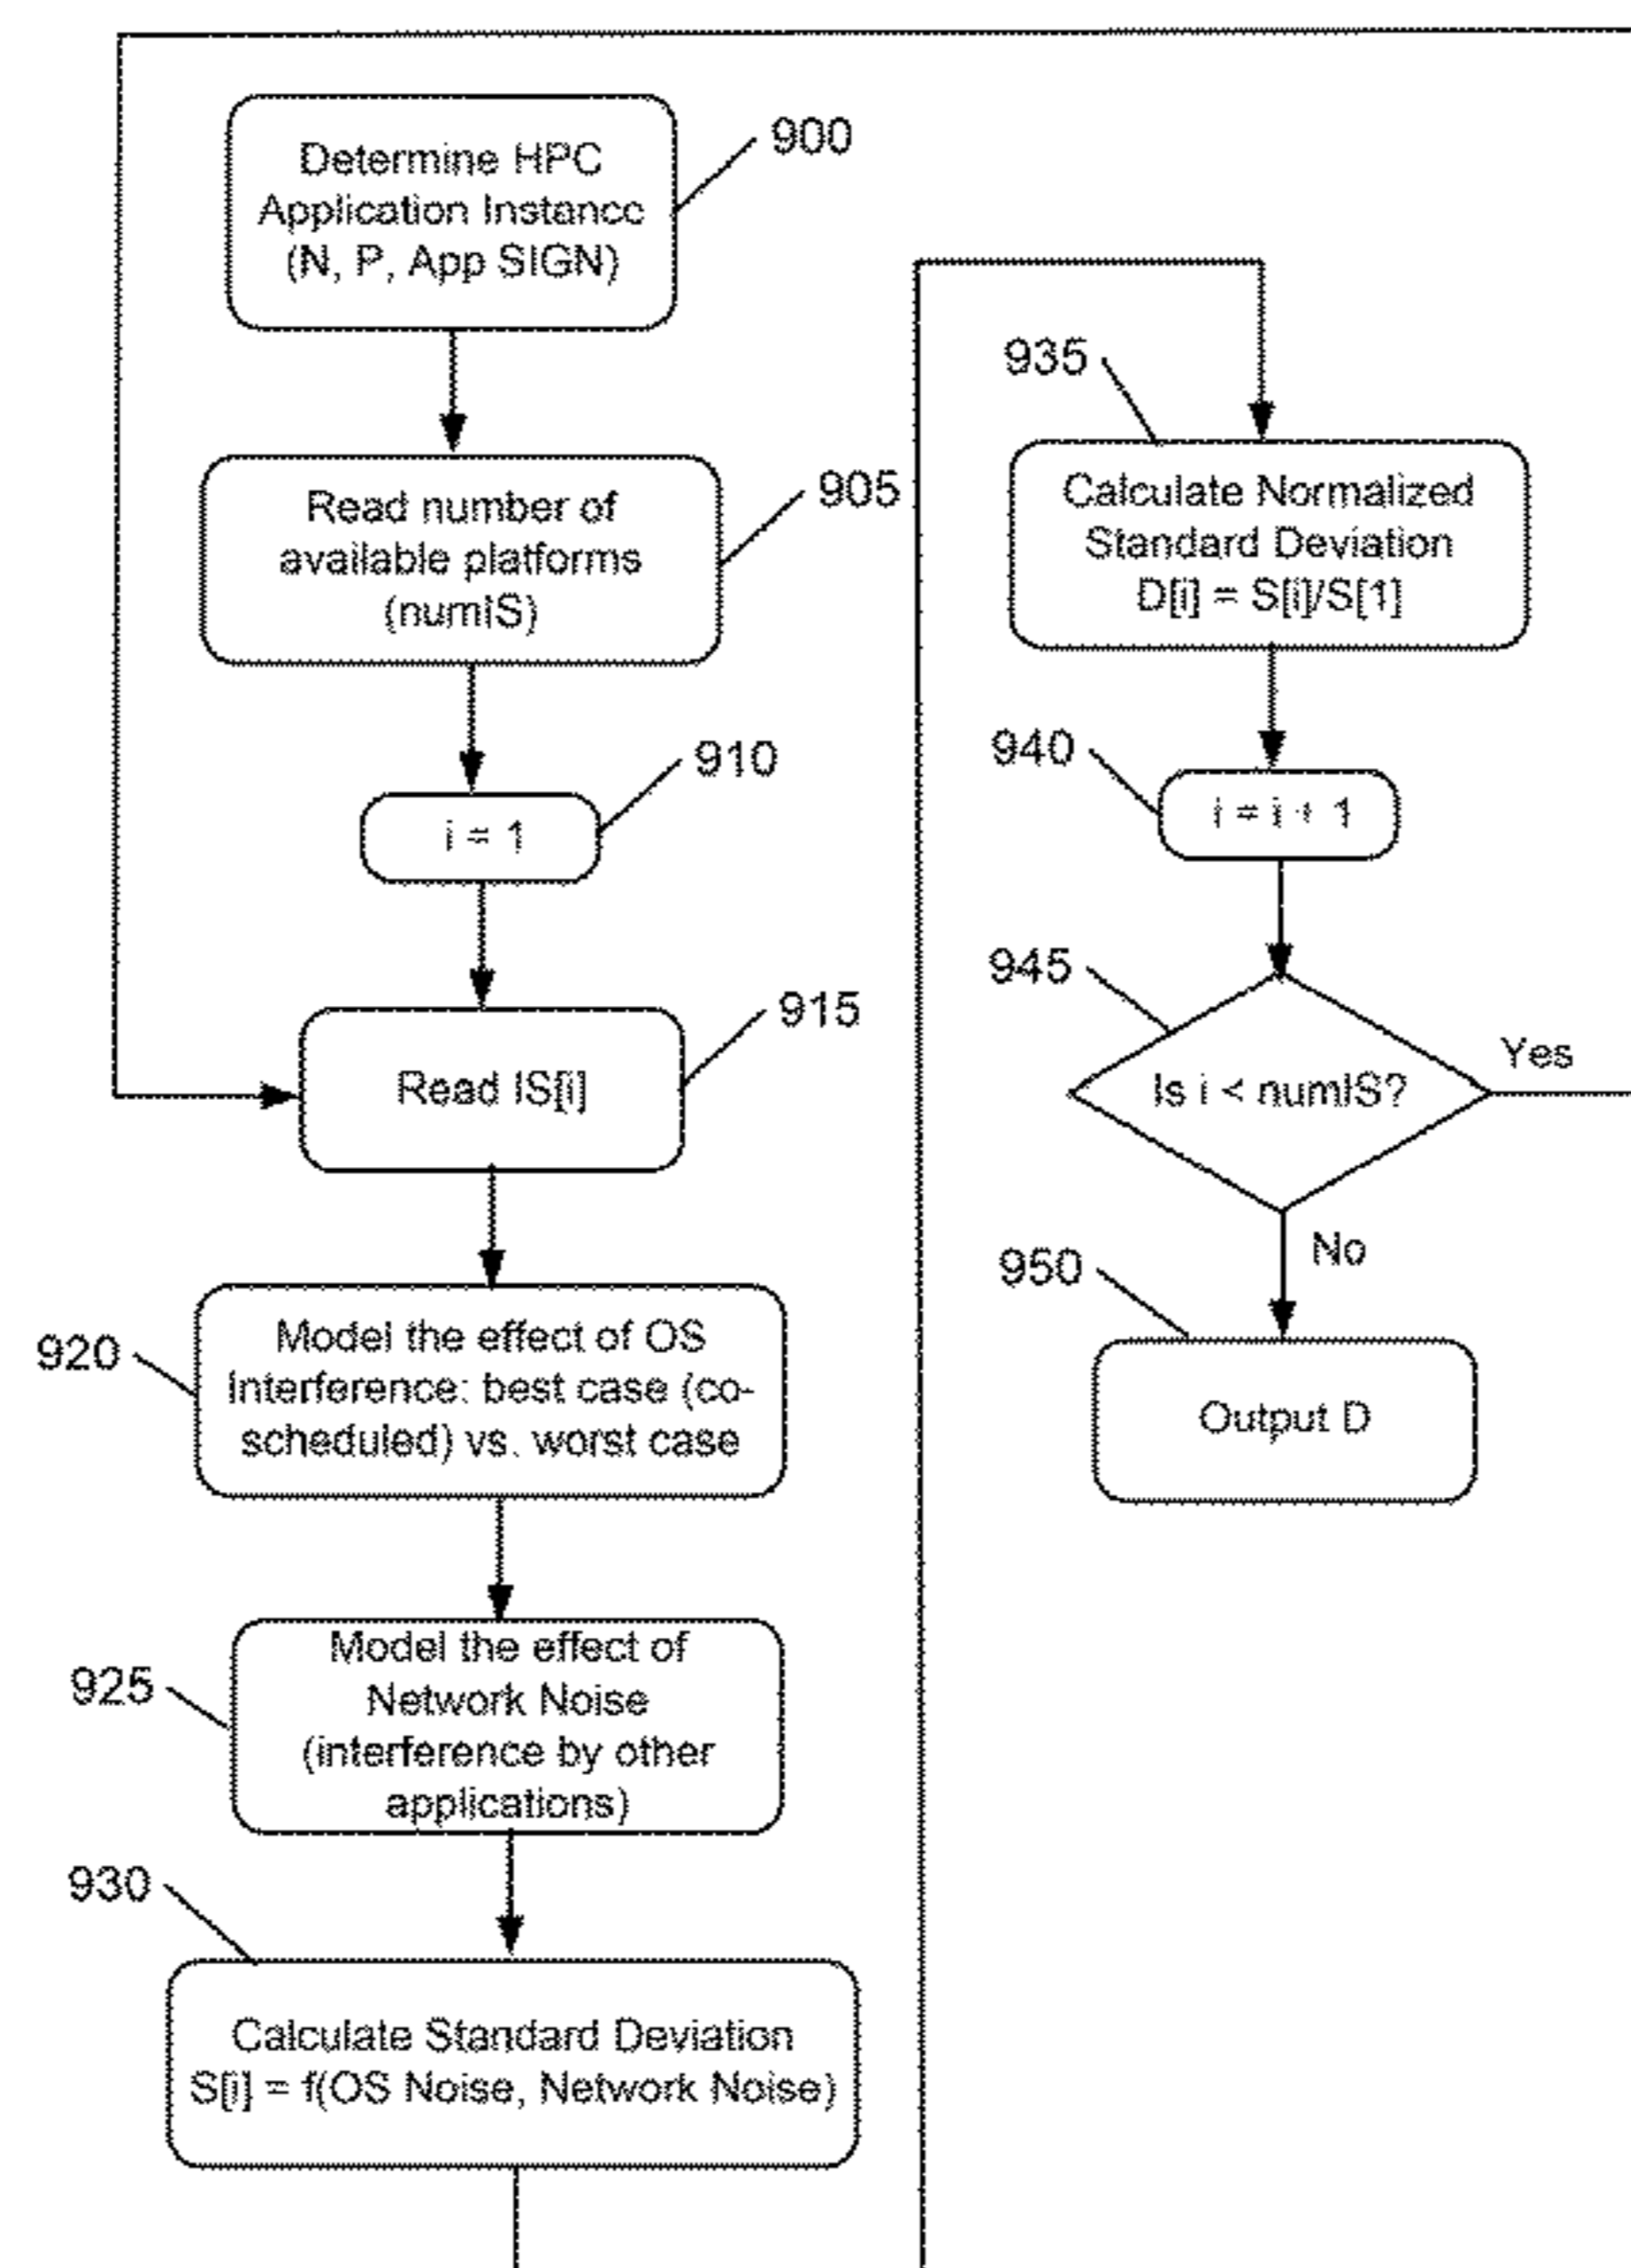 Determine HPC
Application Instance
(N, P, App SIGN)
900
Read number of
available platforms
(numIS)
905
i = 1
910
Read IS[i]
915
Model the effect of OS
Interference: best case (co-
scheduled) vs. worst case
920
Model the effect of
Network Noise
(interference by other
applications)
925
Calculate Standard Deviation
S[i] = f(OS Noise, Network Noise)
930
935
Calculate Normalized
Standard Deviation
D[i] = S[i]/S[1]
940
i = i + 1
945
Is i < numIS?
Yes
No
950
Output D